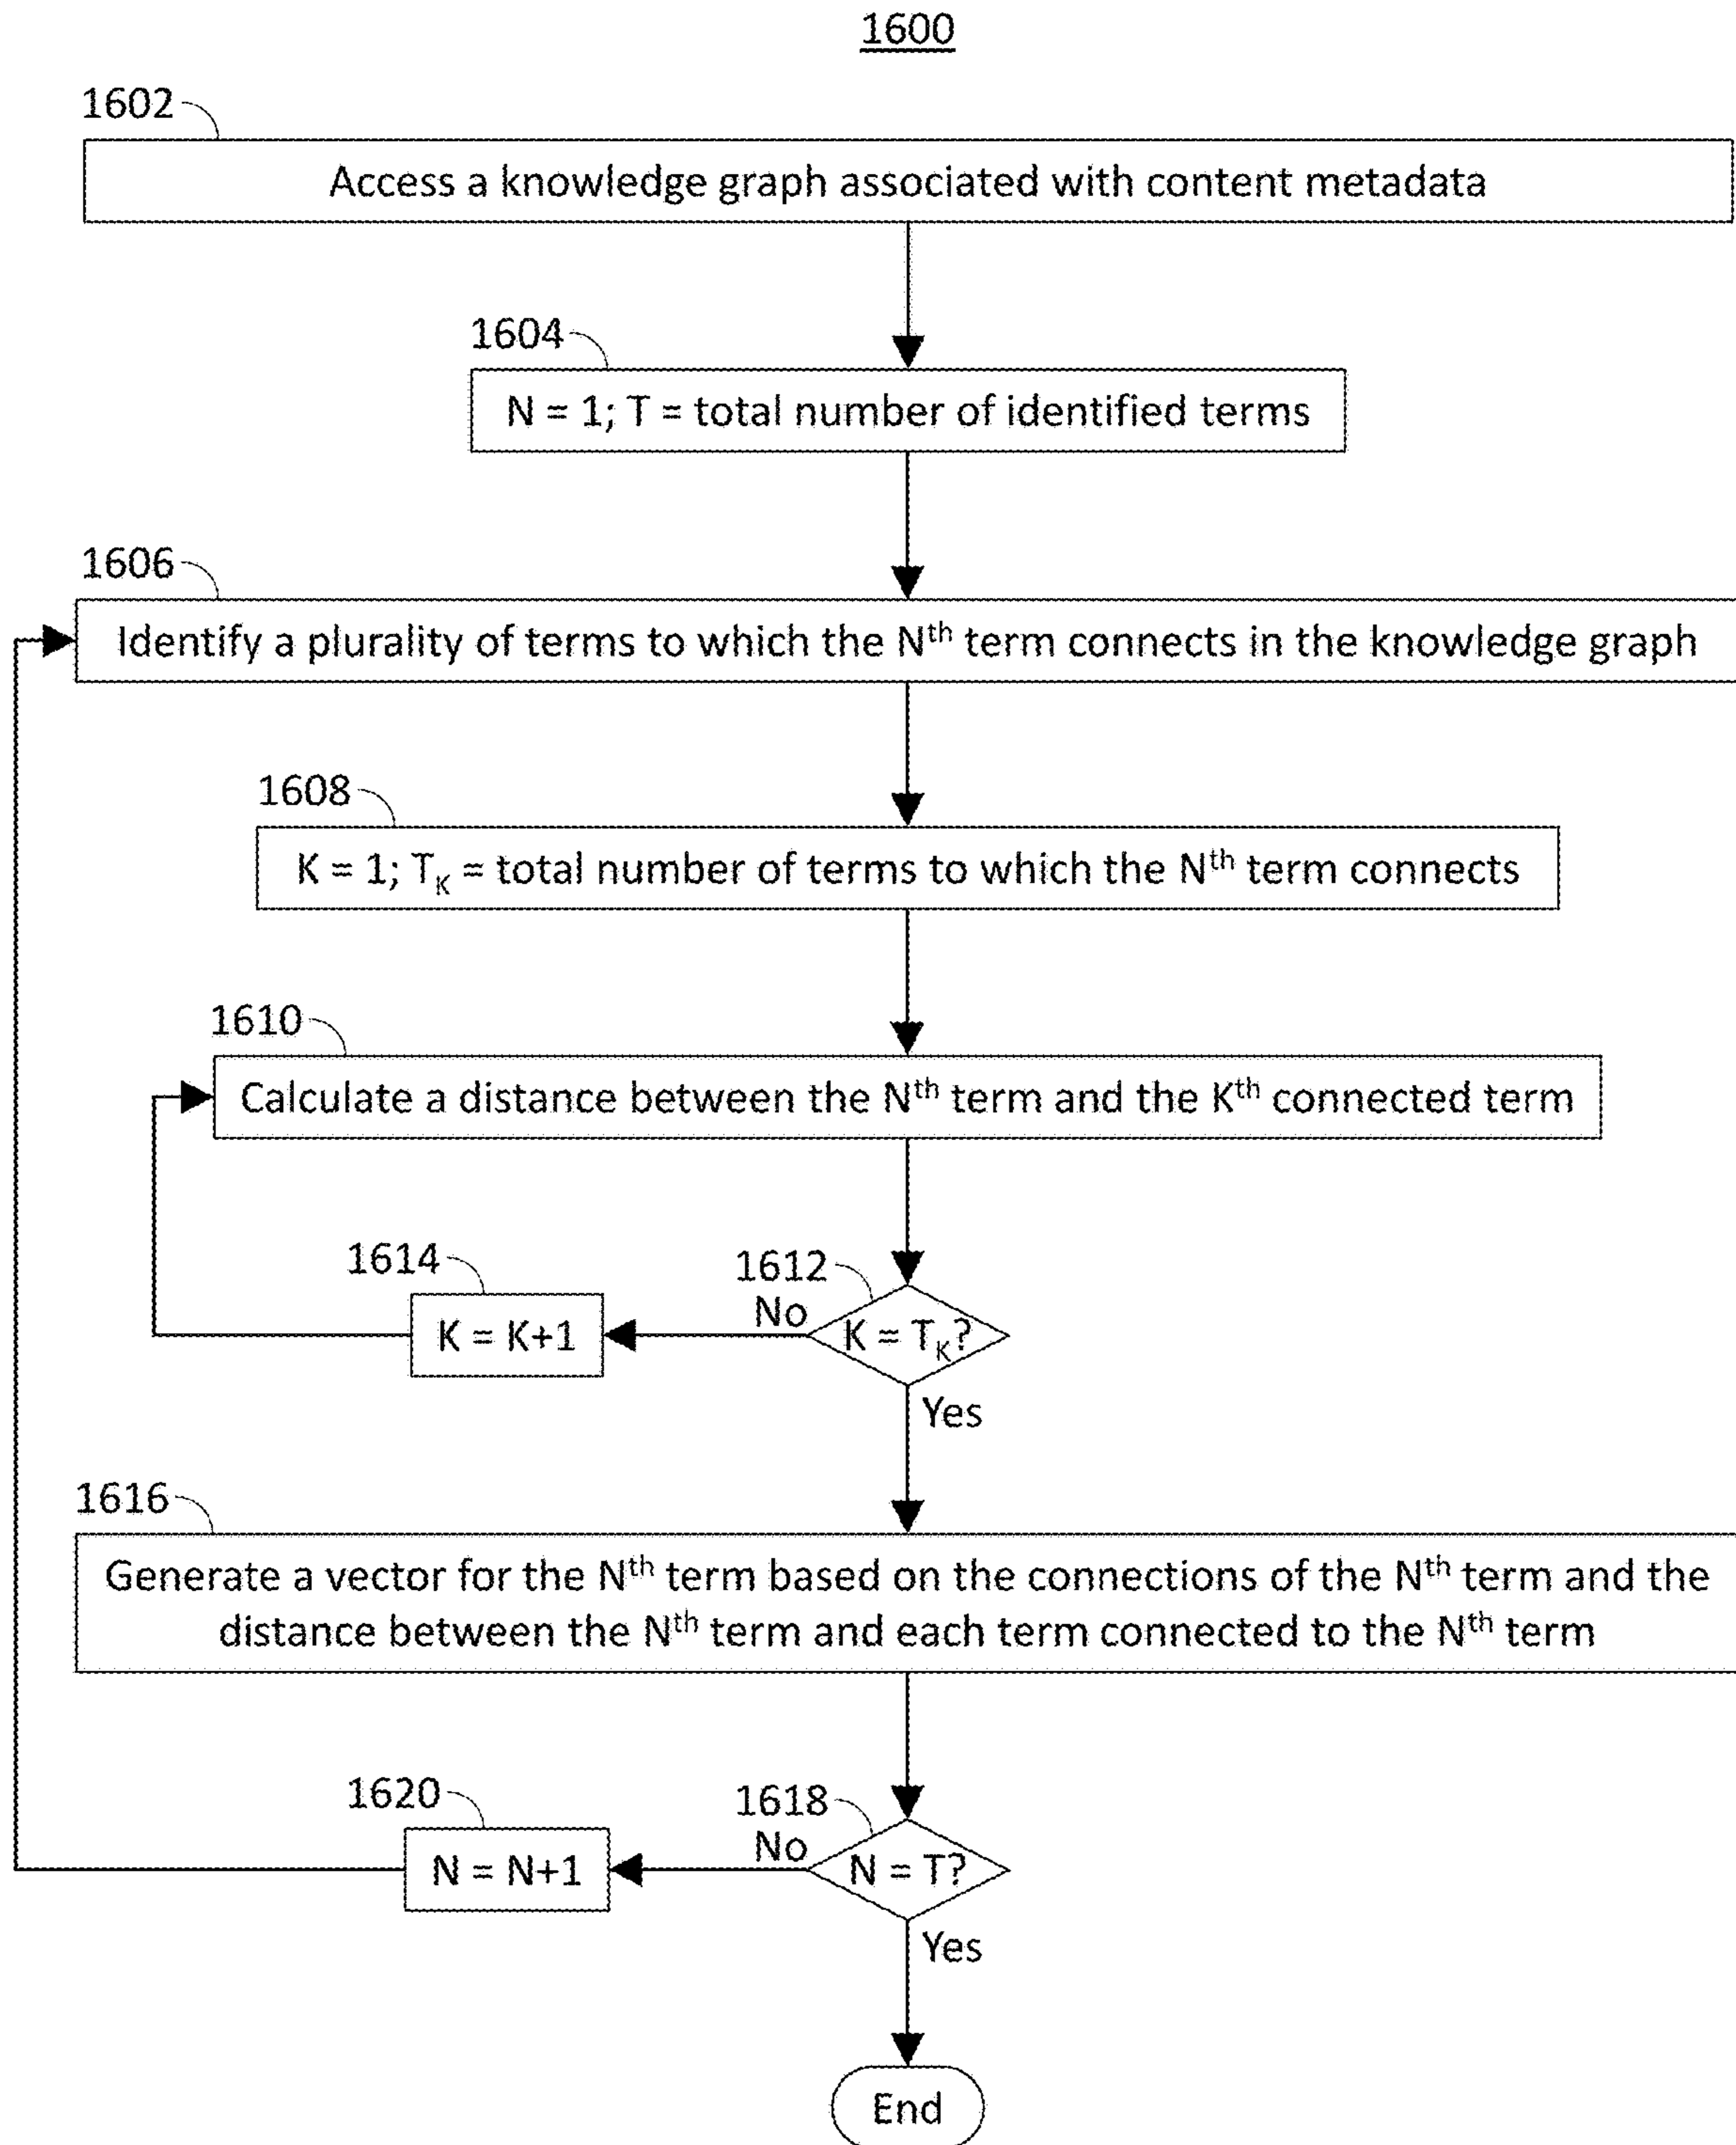 1600
1602
Access a knowledge graph associated with content metadata
1604
N = 1; T = total number of identified terms
1606
Identify a plurality of terms to which the Nth term connects in the knowledge graph
1608
K = 1; TK = total number of terms to which the Nth term connects
1610
Calculate a distance between the Nth term and the Kth connected term
1614
1612
No
K = K+1
K = TK?
Yes
1616
Generate a vector for the Nth term based on the connections of the Nth term and the
distance between the Nth term and each term connected to the Nth term
1620
1618
No
N = N+1
N = T?
Yes
End